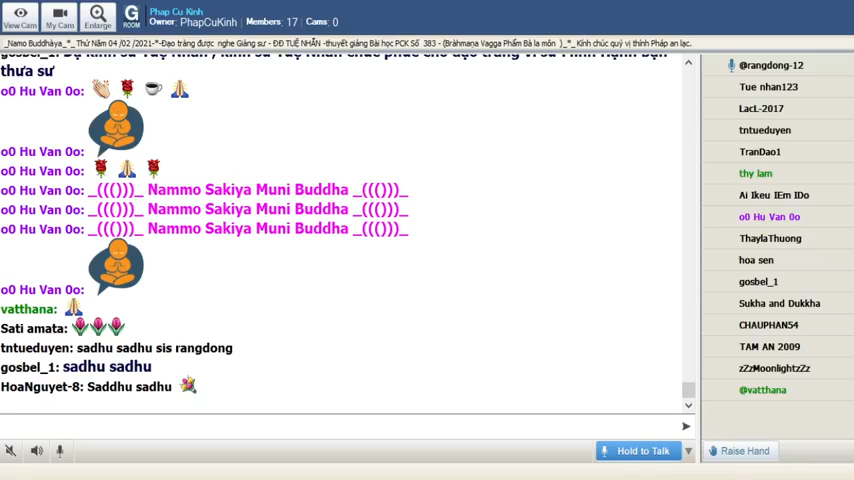 Phap Cu Kinh
Owner: PhapCuKinh | Members: 17 | Cams: 0
View Cam
My Cam
Enlarge
G
ROOM
_Namo Buddhàya_*_ Thứ Năm 04 /02 /2021-*-Đạo tràng được nghe Giảng sư - ĐĐ TUỆ NHÂN -thuyết giảng Bài học PCK Số 383 - (Bràhmaṇa Vagga Phẩm Bà la môn )_*_ Kính chúc quý vị thính Pháp an lạc.
thưa sư
o0 Hu Van 0o:
o0 Hu Van 0o:
o0 Hu Van 0o:
o0 Hu Van 0o: _((()))_ Nammo Sakiya Muni Buddha _((()))_
o0 Hu Van 0o: _((()))_ Nammo Sakiya Muni Buddha _((()))_
o0 Hu Van 0o: _((()))_ Nammo Sakiya Muni Buddha _((()))_
o0 Hu Van 0o:
vatthana:
Sati amata:
tntueduyen: sadhu sadhu sis rangdong
gosbel_1: sadhu sadhu
HoaNguyet-8: Saddhu sadhu
@rangdong-12
Tue nhan123
LacL-2017
tntueduyen
TranDao1
thy lam
Ai Ikeu IEm IDo
o0 Hu Van 0o
ThaylaThuong
hoa sen
gosbel_1
Sukha and Dukkha
CHAUPHAN54
TAM AN 2009
zZzMoonlightzZz
@vatthana
Hold to Talk
Raise Hand